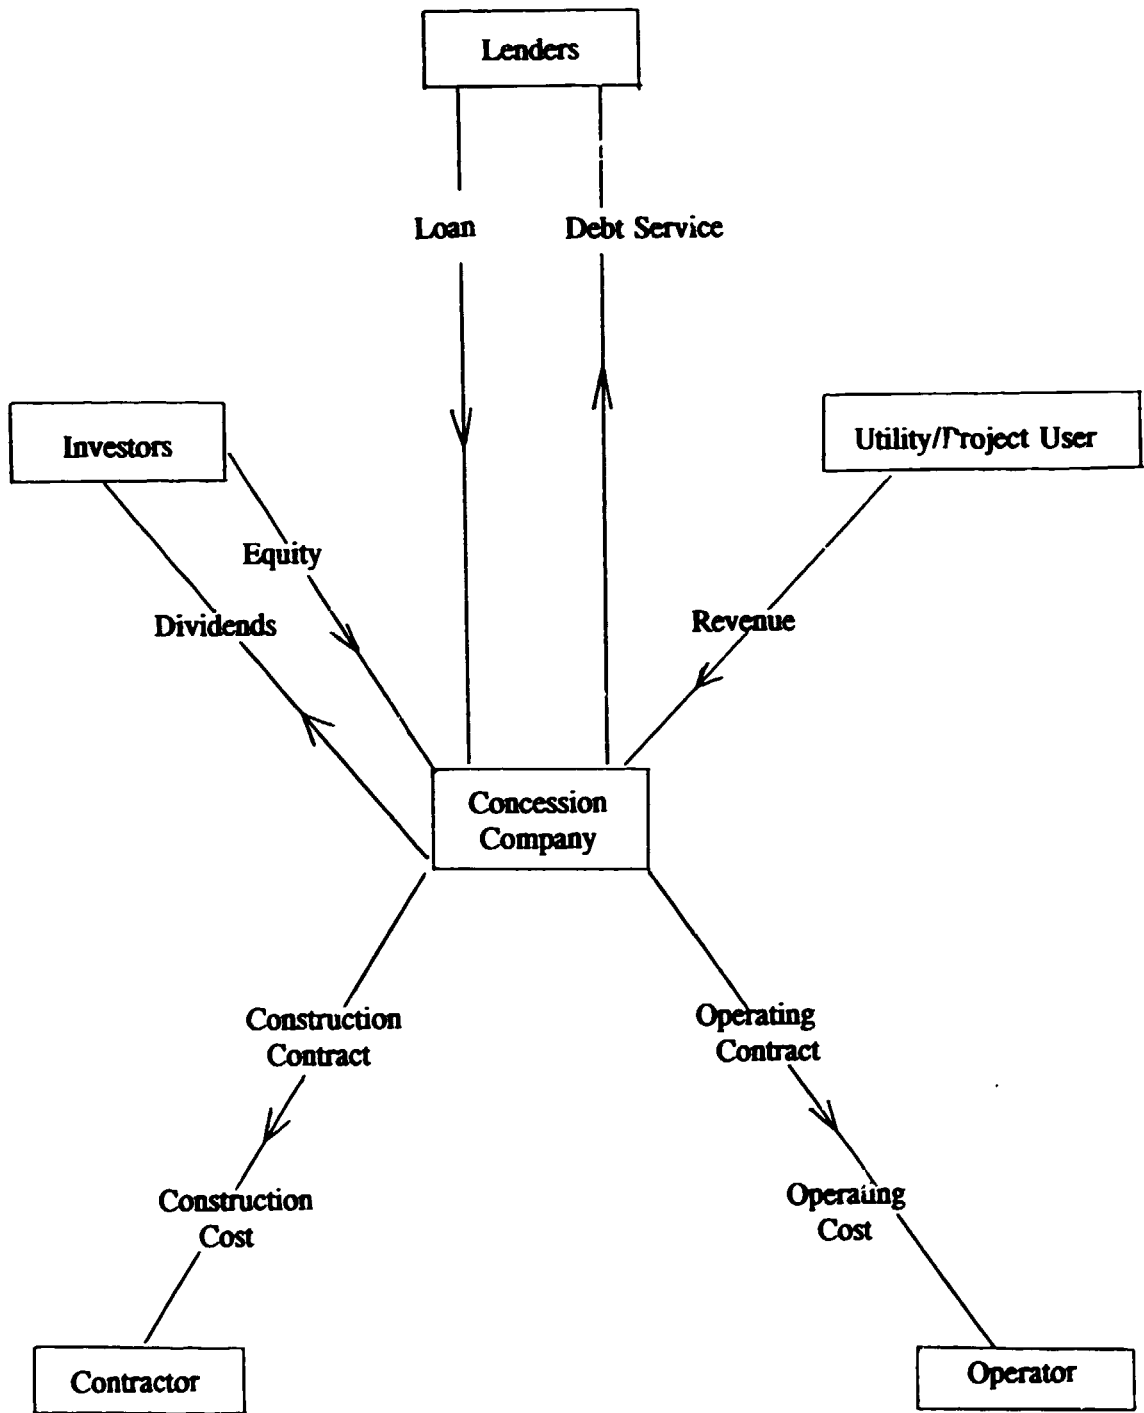 Lenders
Loan
Debt Service
Investors
Utility/Project User
Equity
Dividends
Revenue
Concession
Company
Construction
Contract
Operating
Contract
Construction
Cost
Operating
Cost
Contractor
Operator